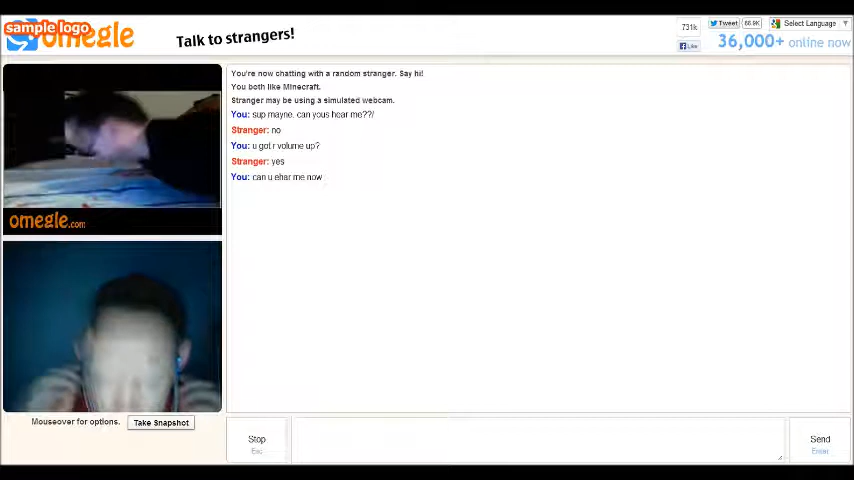 sample logo
omegle
Talk to strangers!
731k
Like
Tweet
66.9K
Select Language
36,000+ online now
omegle.com
You're now chatting with a random stranger. Say hi!
You both like Minecraft.
Stranger may be using a simulated webcam.
You: sup mayne. can yous hear me??/
Stranger: no
You: u got r volume up?
Stranger: yes
You: can u ehar me now
Mouseover for options.
Take Snapshot
Stop
Esc
Send
Enter